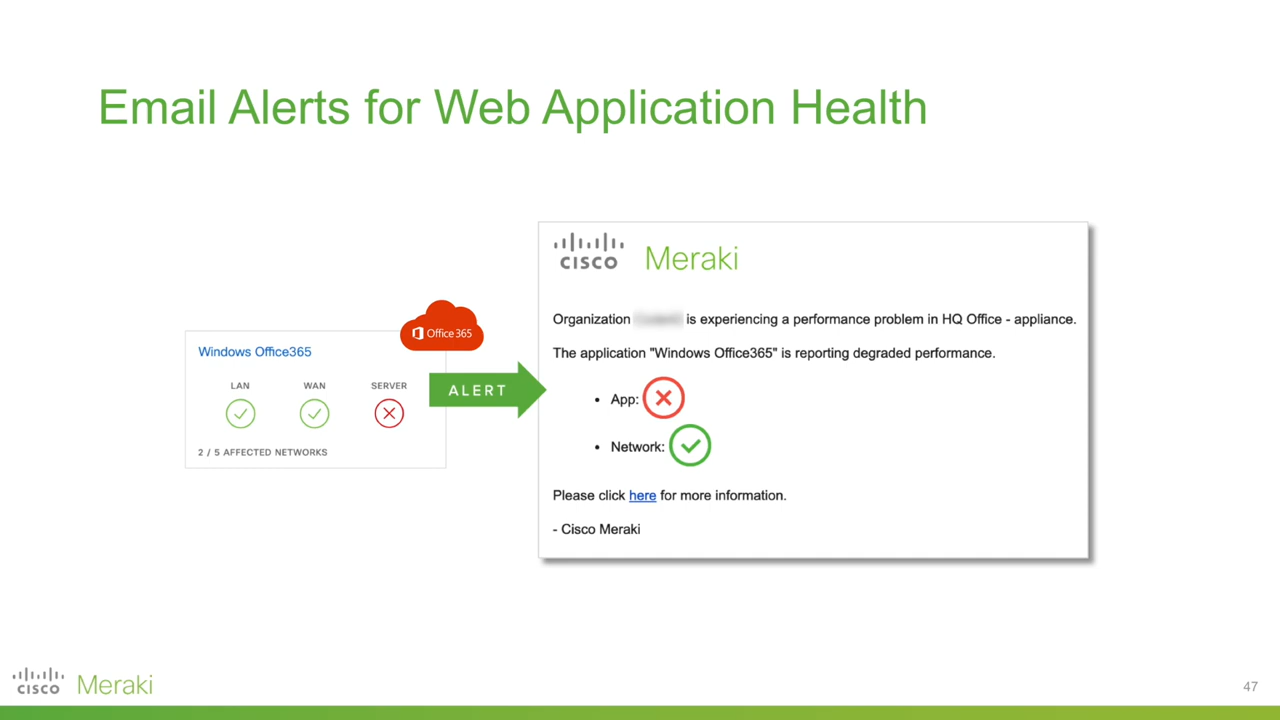 Email Alerts for Web Application Health
Office 365
Windows Office365
LAN WAN SERVER
2 / 5 AFFECTED NETWORKS
ALERT
CISCO Meraki
Organization is experiencing a performance problem in HQ Office - appliance.
The application "Windows Office365" is reporting degraded performance.
• App:
• Network:
Please click here for more information.
- Cisco Meraki
CISCO Meraki
47